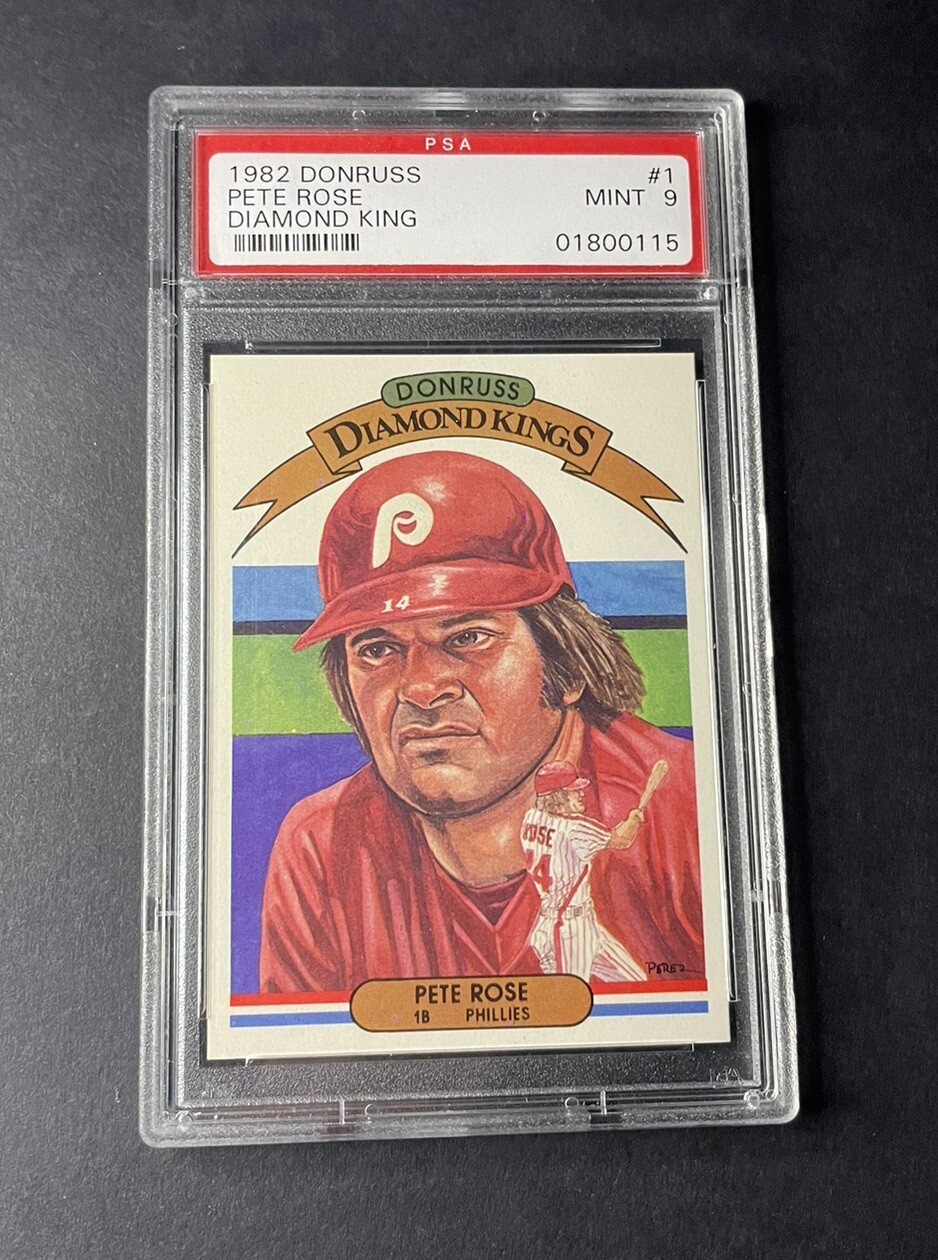 PSA
1982 DONRUSS #1
PETE ROSE MINT 9
DIAMOND KING
01800115
DONRUSS
DIAMOND KINGS
P
14
ROSE
14
PEREZ
PETE ROSE
1B PHILLIES